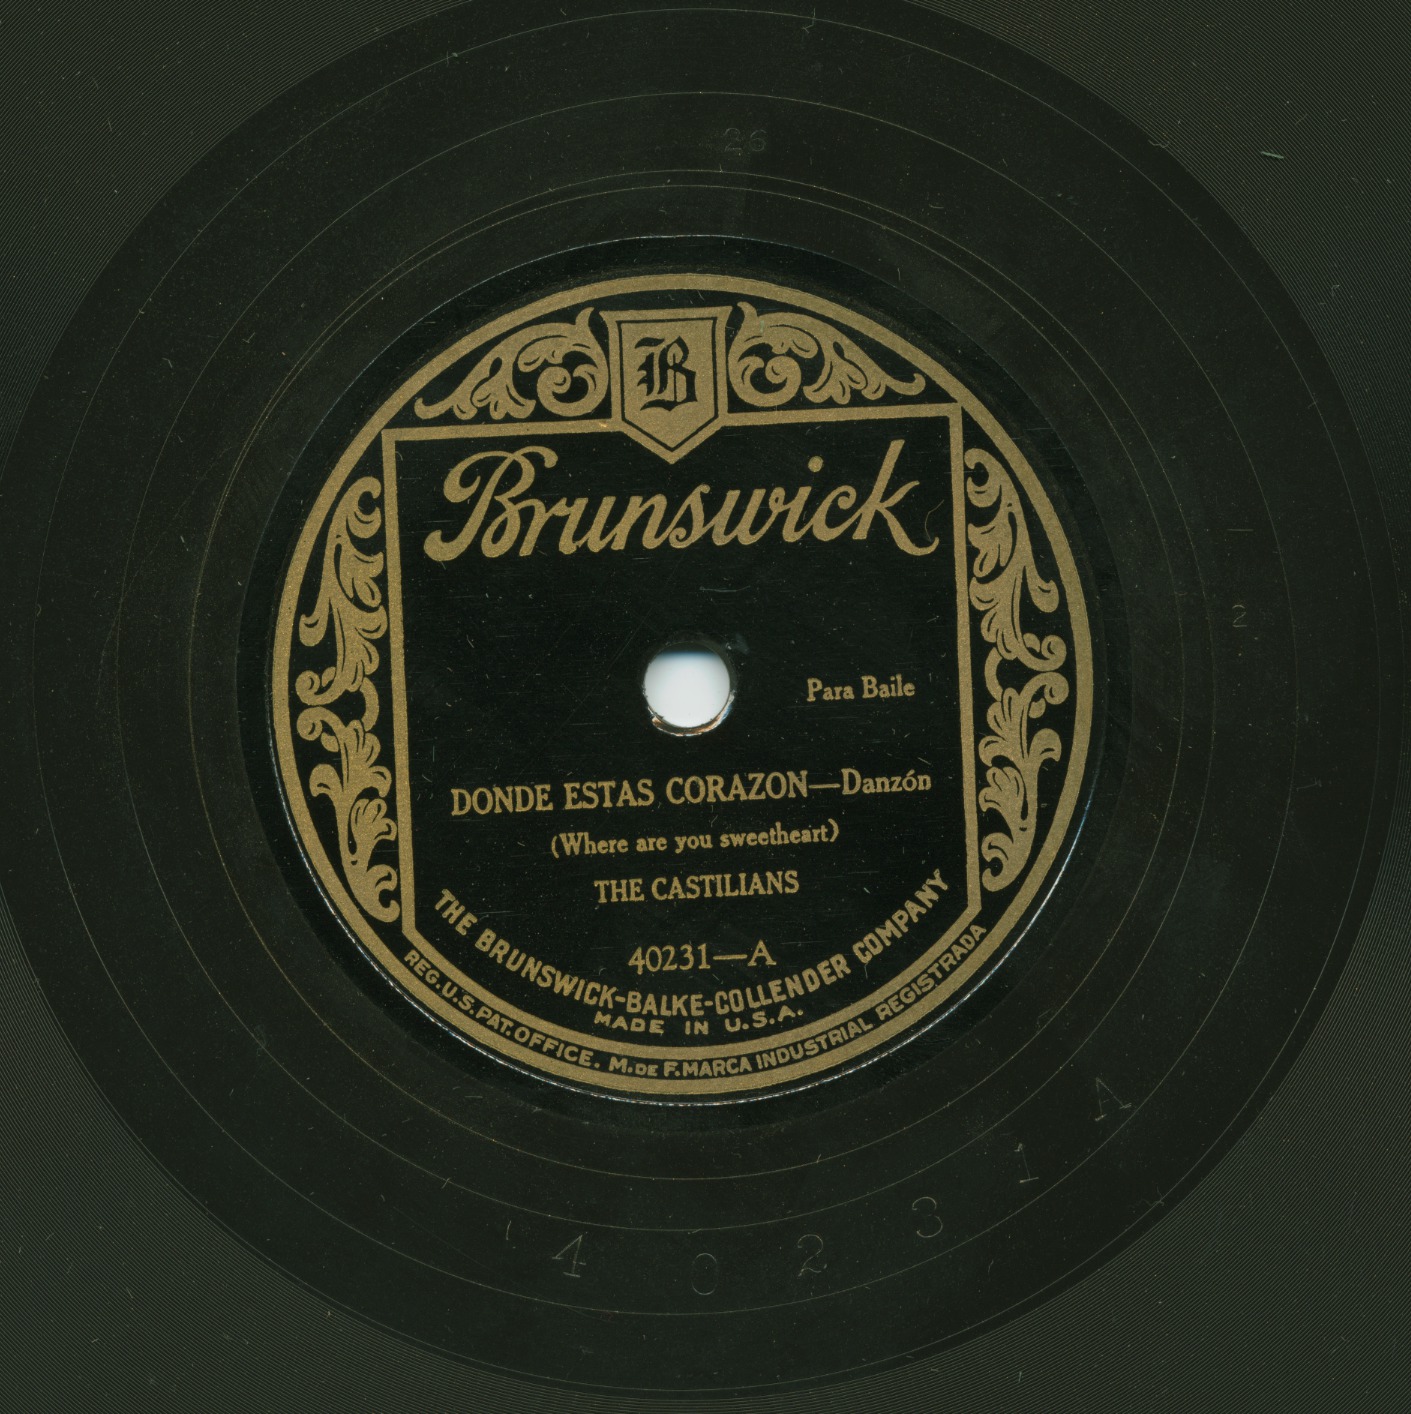 26
B
Brunswick
2
Para Baile
DONDE ESTAS CORAZON—Danzón
(Where are you sweetheart)
THE CASTILIANS
40231—A
THE BRUNSWICK-BALKE-COLLENDER COMPANY
MADE IN U.S.A.
REG. U.S. PAT. OFFICE. M. DE F. MARCA INDUSTRIAL REGISTRADA
40231A